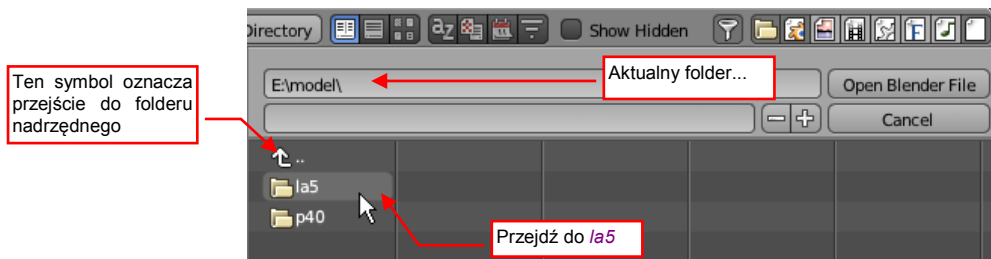 Directory
Show Hidden
Ten symbol oznacza
przejście do folderu
nadrzędnego
E:\model\
Aktualny folder...
Open Blender File
Cancel
..
la5
p40
Przejdź do la5